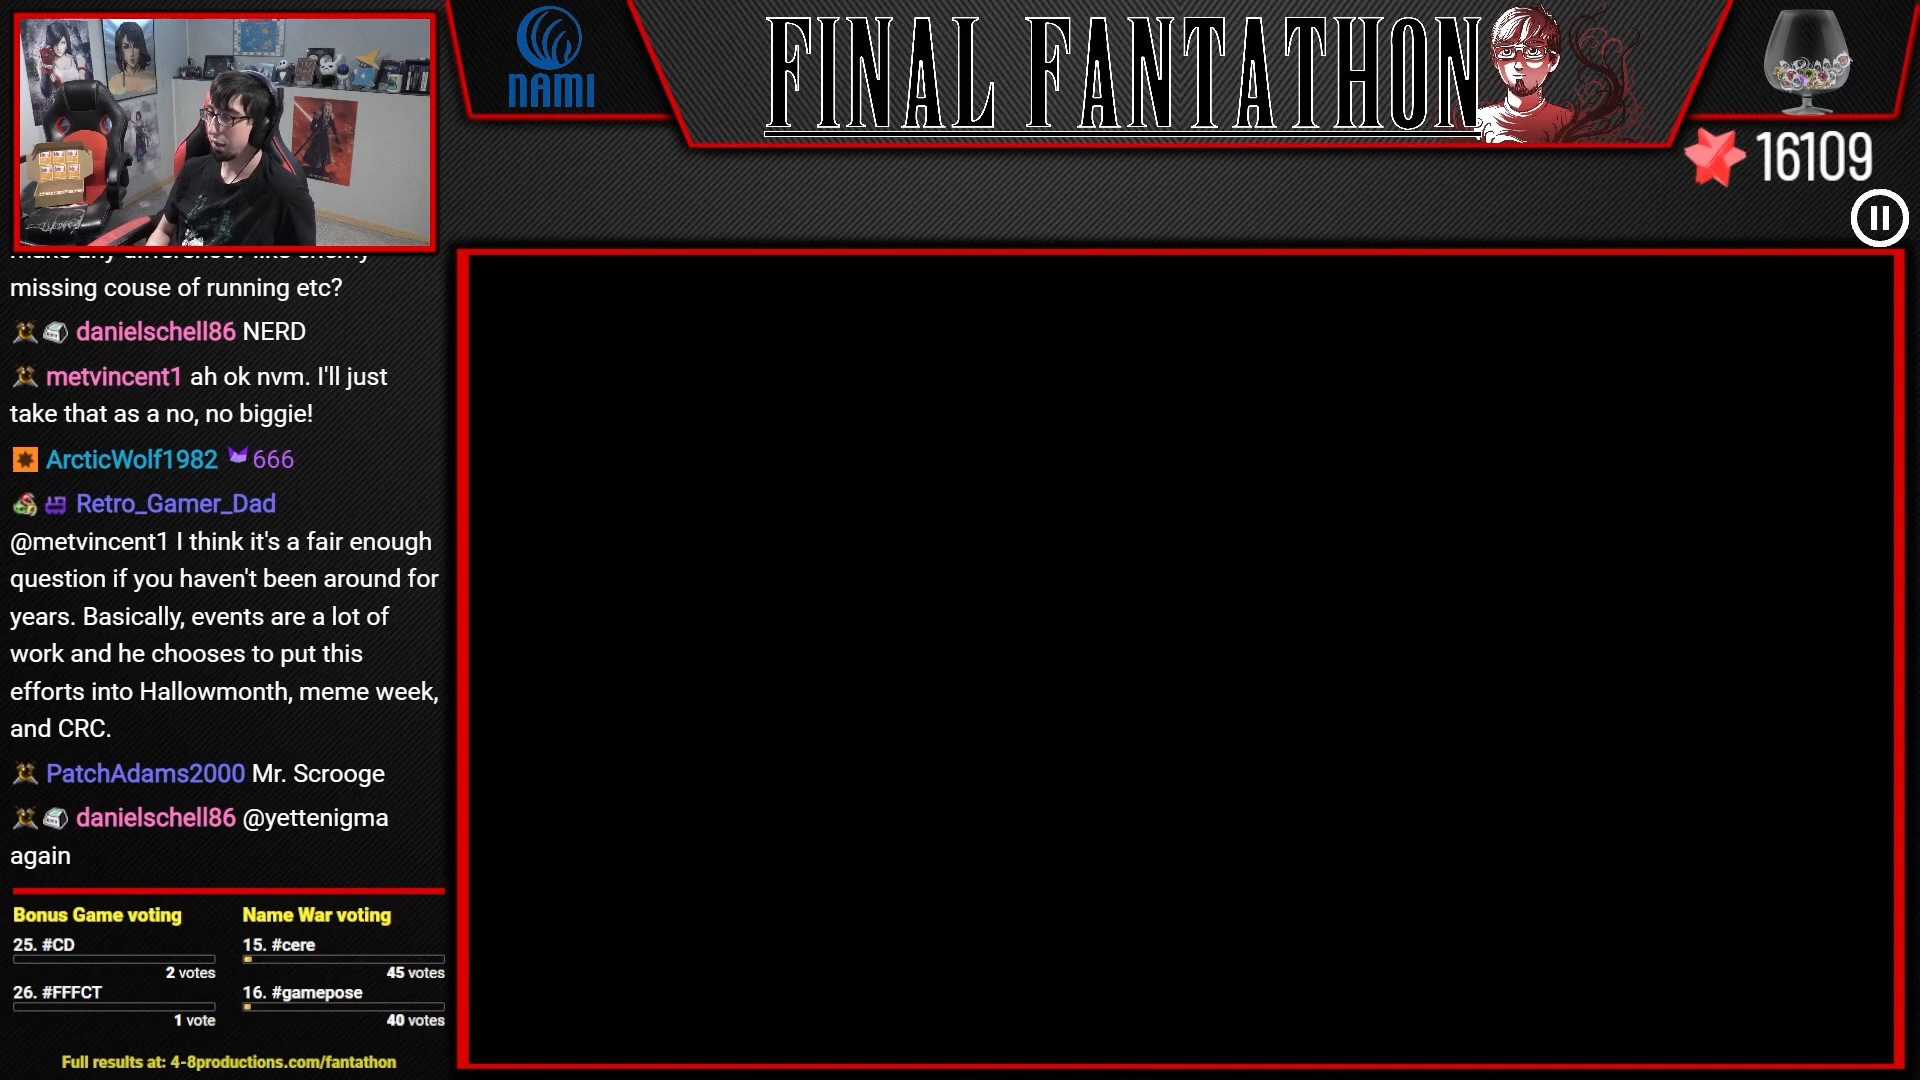 NAMI
FINAL FANTATHON
16109
missing couse of running etc?
danielschell86 NERD
metvincent1 ah ok nvm. I'll just
take that as a no, no biggie!
ArcticWolf1982 666
Retro_Gamer_Dad
@metvincent1 I think it's a fair enough
question if you haven't been around for
years. Basically, events are a lot of
work and he chooses to put this
efforts into Hallowmonth, meme week,
and CRC.
PatchAdams2000 Mr. Scrooge
danielschell86 @yettenigma
again
Bonus Game voting
25. #CD
2 votes
26. #FFFCT
1 vote
Name War voting
15. #cere
45 votes
16. #gamepose
40 votes
Full results at: 4-8productions.com/fantathon